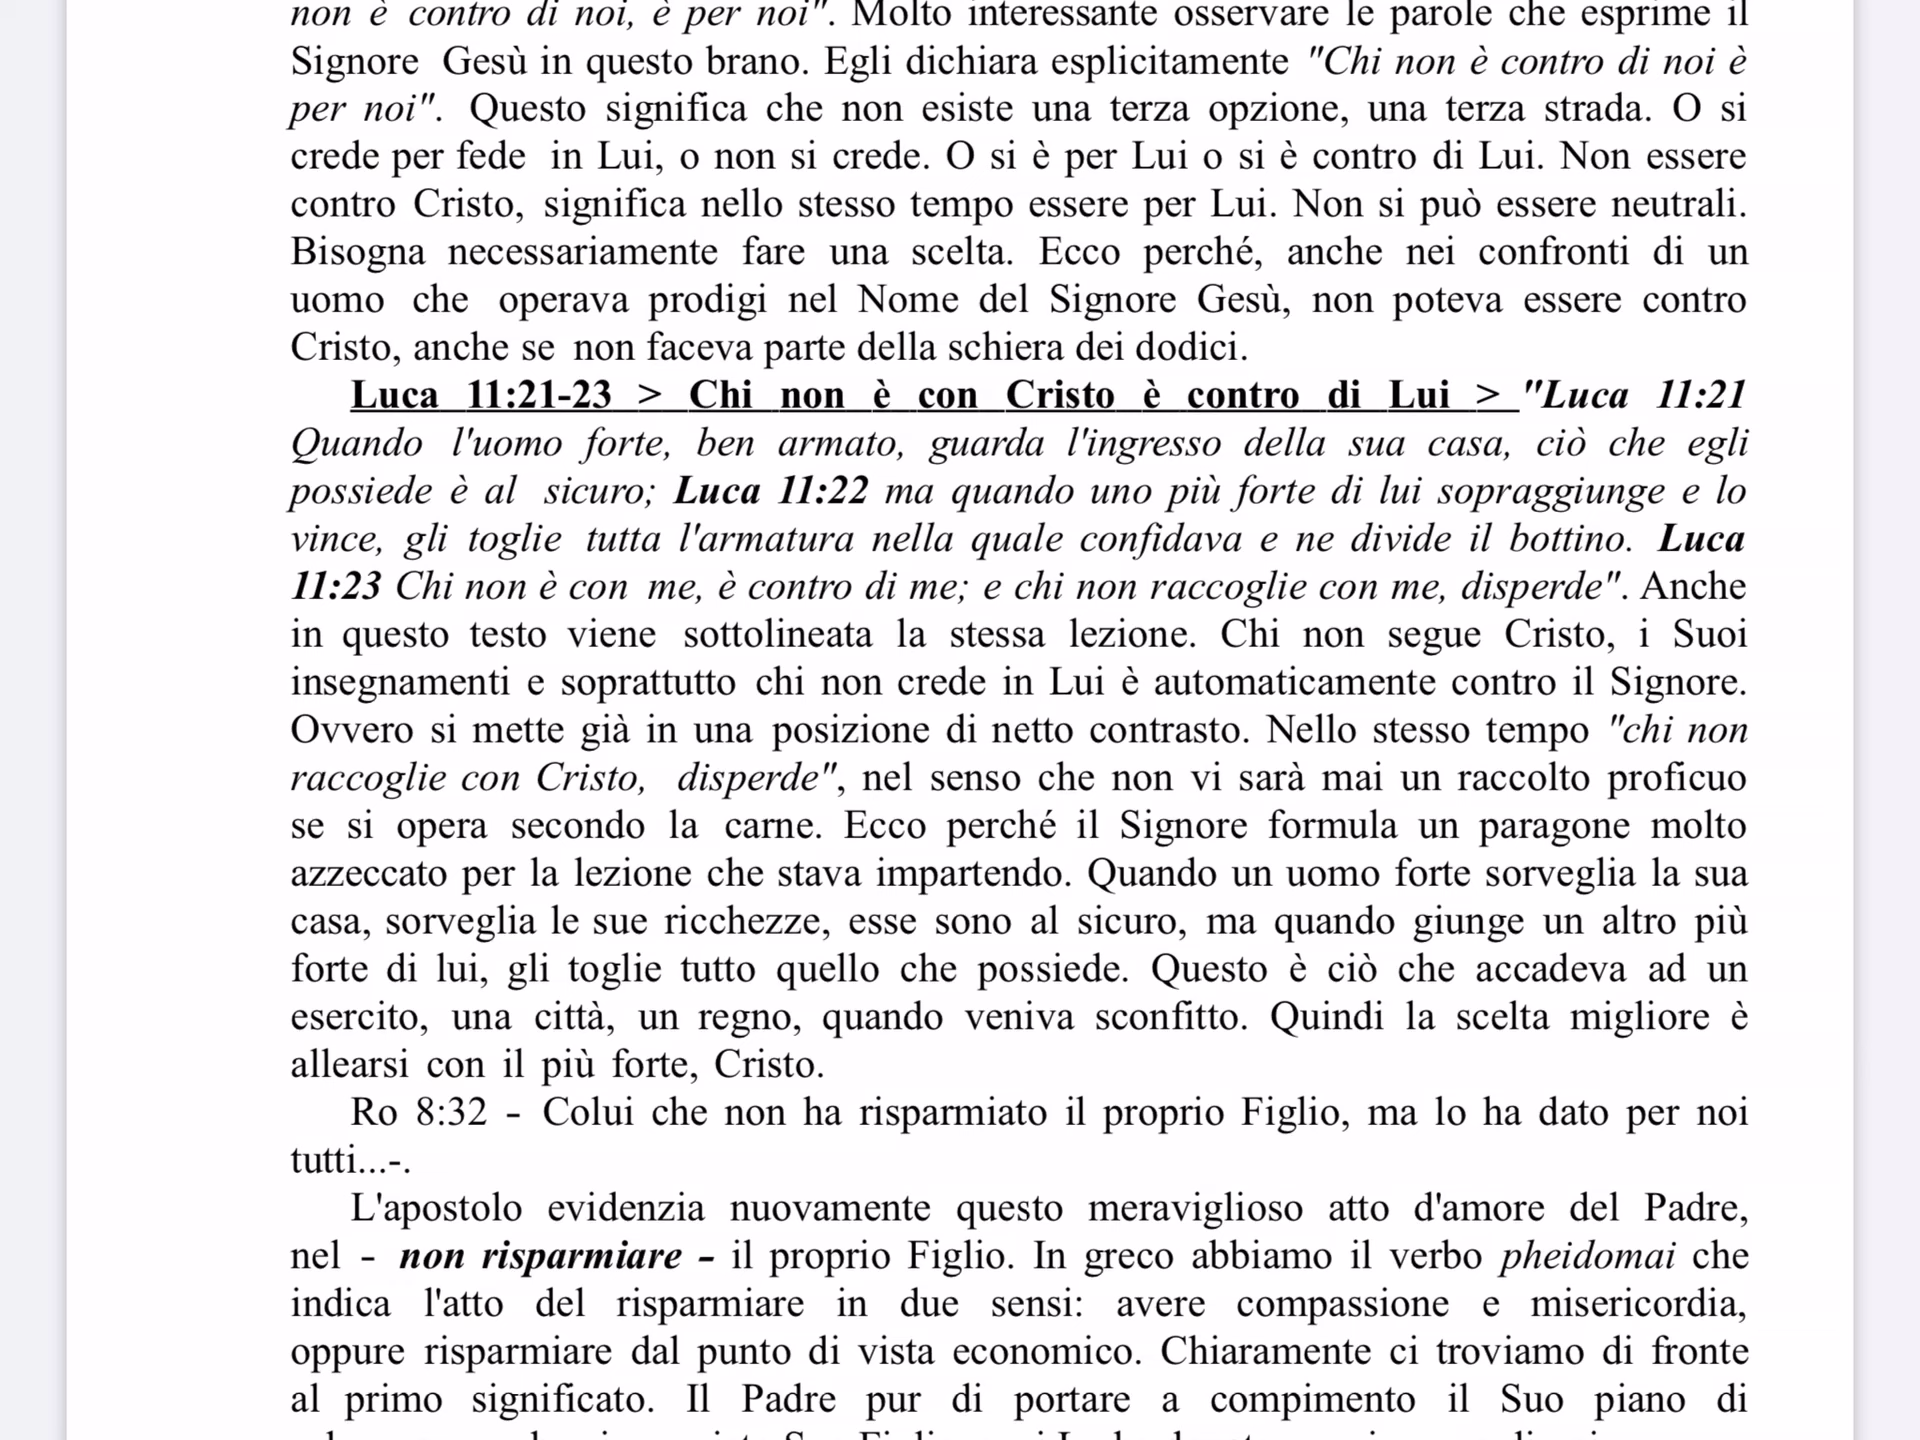 non è contro di noi, è per noi". Molto interessante osservare le parole che esprime il
Signore Gesù in questo brano. Egli dichiara esplicitamente "Chi non è contro di noi è
per noi". Questo significa che non esiste una terza opzione, una terza strada. O si
crede per fede in Lui, o non si crede. O si è per Lui o si è contro di Lui. Non essere
contro Cristo, significa nello stesso tempo essere per Lui. Non si può essere neutrali.
Bisogna necessariamente fare una scelta. Ecco perché, anche nei confronti di un
uomo che operava prodigi nel Nome del Signore Gesù, non poteva essere contro
Cristo, anche se non faceva parte della schiera dei dodici.
Luca 11:21-23 > Chi non è con Cristo è contro di Lui > "Luca 11:21
Quando l'uomo forte, ben armato, guarda l'ingresso della sua casa, ciò che egli
possiede è al sicuro; Luca 11:22 ma quando uno più forte di lui sopraggiunge e lo
vince, gli toglie tutta l'armatura nella quale confidava e ne divide il bottino. Luca
11:23 Chi non è con me, è contro di me; e chi non raccoglie con me, disperde". Anche
in questo testo viene sottolineata la stessa lezione. Chi non segue Cristo, i Suoi
insegnamenti e soprattutto chi non crede in Lui è automaticamente contro il Signore.
Ovvero si mette già in una posizione di netto contrasto. Nello stesso tempo "chi non
raccoglie con Cristo, disperde", nel senso che non vi sarà mai un raccolto proficuo
se si opera secondo la carne. Ecco perché il Signore formula un paragone molto
azzeccato per la lezione che stava impartendo. Quando un uomo forte sorveglia la sua
casa, sorveglia le sue ricchezze, esse sono al sicuro, ma quando giunge un altro più
forte di lui, gli toglie tutto quello che possiede. Questo è ciò che accadeva ad un
esercito, una città, un regno, quando veniva sconfitto. Quindi la scelta migliore è
allearsi con il più forte, Cristo.
Ro 8:32 - Colui che non ha risparmiato il proprio Figlio, ma lo ha dato per noi
tutti...-.
L'apostolo evidenzia nuovamente questo meraviglioso atto d'amore del Padre,
nel - non risparmiare - il proprio Figlio. In greco abbiamo il verbo pheidomai che
indica l'atto del risparmiare in due sensi: avere compassione e misericordia,
oppure risparmiare dal punto di vista economico. Chiaramente ci troviamo di fronte
al primo significato. Il Padre pur di portare a compimento il Suo piano di